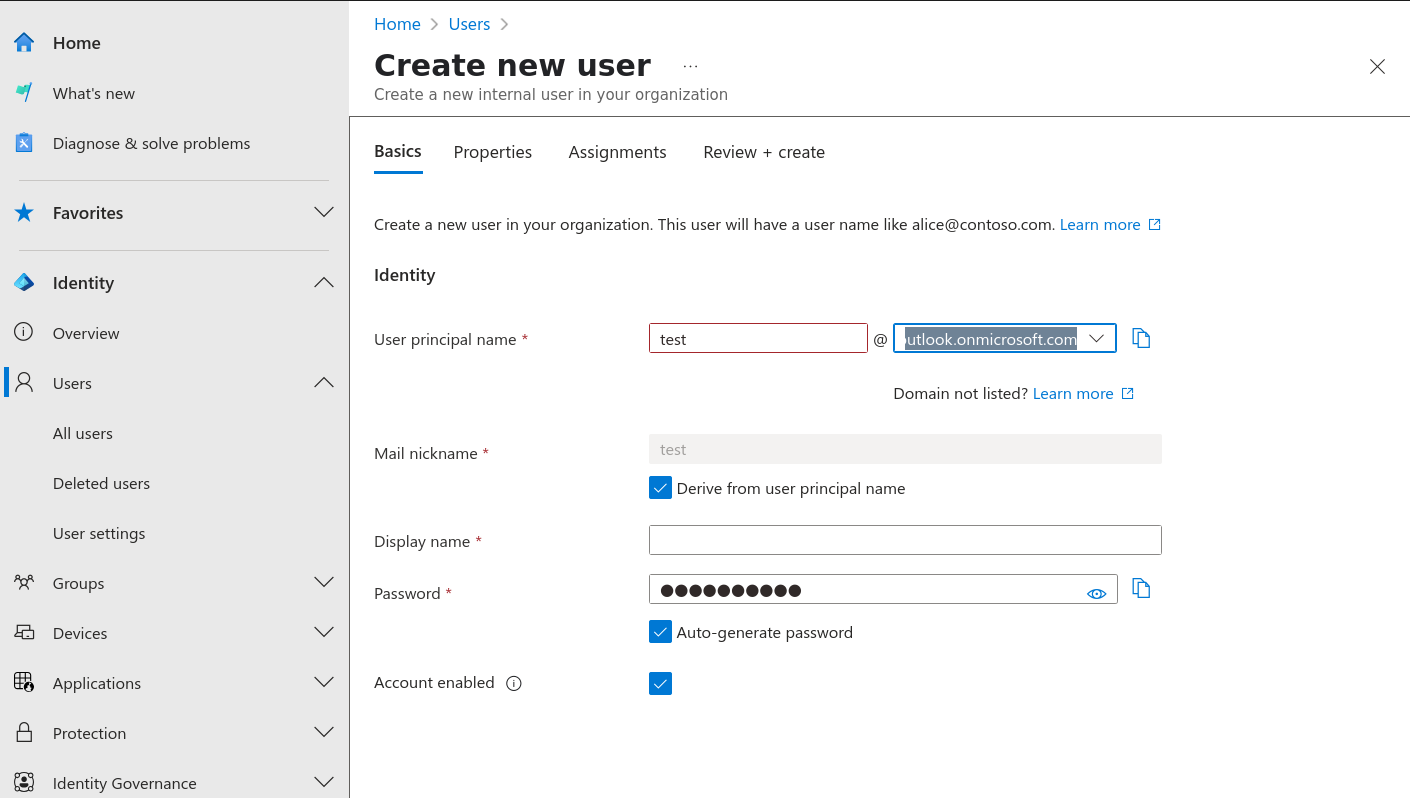 Home
What's new
Diagnose & solve problems
Favorites
Identity
Overview
Users
All users
Deleted users
User settings
Groups
Devices
Applications
Protection
Identity Governance
Home > Users >
Create new user ...
Create a new internal user in your organization
Basics Properties Assignments Review + create
Create a new user in your organization. This user will have a user name like alice@contoso.com. Learn more
Identity
User principal name * test @ outlook.onmicrosoft.com
Domain not listed? Learn more
Mail nickname * test
Derive from user principal name
Display name *
Password * ●●●●●●●●●●
Auto-generate password
Account enabled